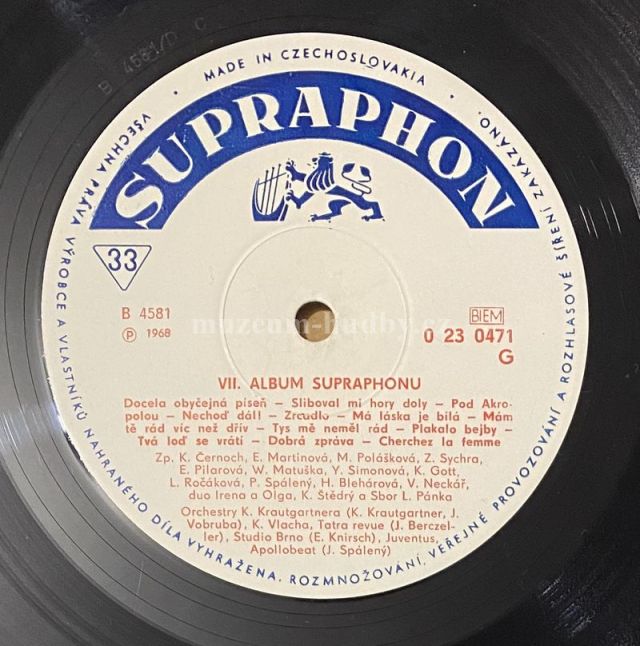 B 4581/D C
MADE IN CZECHOSLOVAKIA •
VŠECHNA PRÁVA VÝROBCE A VLASTNÍKŮ NAHRANÉHO DÍLA VYHRAŽENA. ROZMNOŽOVÁNÍ, VEŘEJNÉ PROVOZOVÁNÍ A ROZHLASOVÉ ŠÍŘENÍ ZAKÁZÁNO.
SUPRAPHON
33
B 4581
Ⓟ 1968
BIEM
0 23 0471
G
muzeum-hudby.cz
VII. ALBUM SUPRAPHONU
Docela obyčejná píseň – Sliboval mi hory doly – Pod Akro-
polou – Nechoď dál! – Zrcadlo – Má láska je bílá – Mám
tě rád víc než dřív – Tys mě neměl rád – Plakalo bejby –
Tvá loď se vrátí – Dobrá zpráva – Cherchez la femme
Zp. K. Černoch, E. Martinová, M. Polášková, Z. Sychra,
E. Pilarová, W. Matuška, Y. Simonová, K. Gott,
L. Ročáková, P. Spálený, H. Blehárová, V. Neckář,
duo Irena a Olga, K. Štědrý a Sbor L. Pánka
Orchestry K. Krautgartnera (K. Krautgartner, J.
Vobruba), K. Vlacha, Tatra revue (J. Berczel-
ler), Studio Brno (E. Knirsch), Juventus,
Apollobeat (J. Spálený)